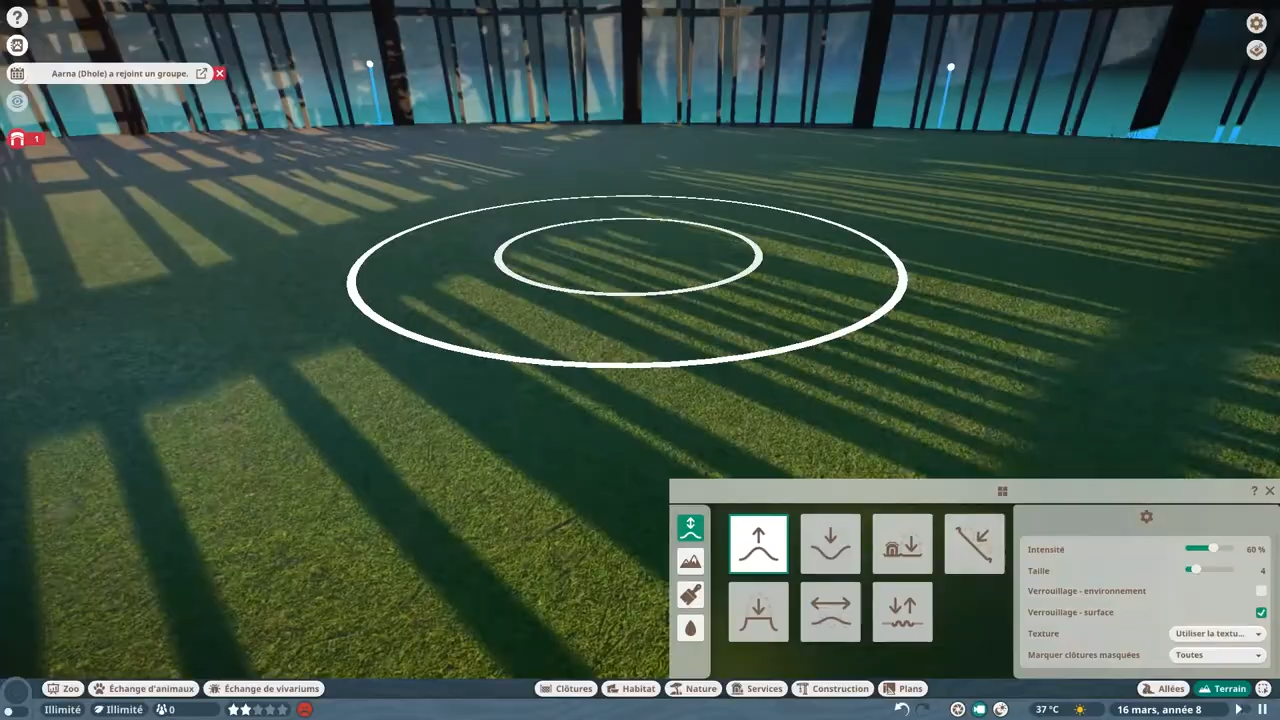 ?
Aarna (Dhole) a rejoint un groupe.
1
?
Intensité 60 %
Taille 4
Verrouillage - environnement
Verrouillage - surface
Texture Utiliser la textu...
Marquer clôtures masquées Toutes
Zoo Échange d'animaux Échange de vivariums Clôtures Habitat Nature Services Construction Plans Allées Terrain
Illimité Illimité 0 37 °C 16 mars, année 8